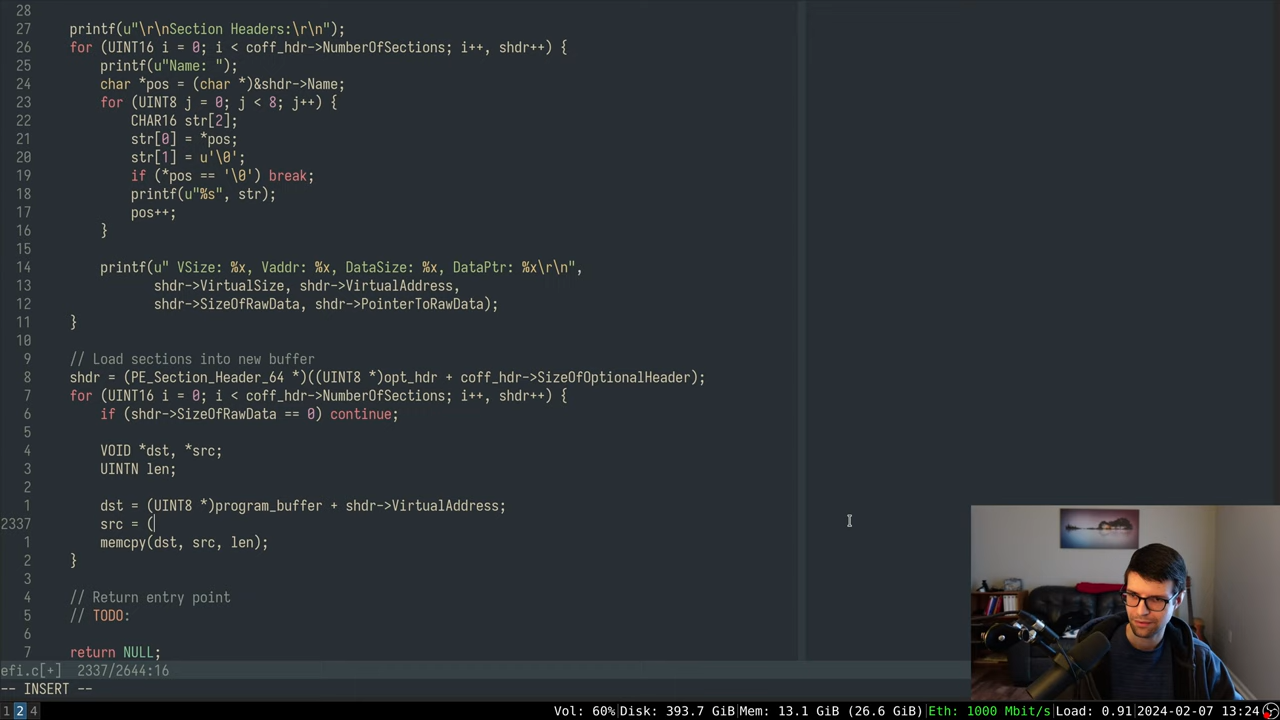 28
27 printf(u"\r\nSection Headers:\r\n");
26 for (UINT16 i = 0; i < coff_hdr->NumberOfSections; i++, shdr++) {
25 printf(u"Name: ");
24 char *pos = (char *)&shdr->Name;
23 for (UINT8 j = 0; j < 8; j++) {
22 CHAR16 str[2];
21 str[0] = *pos;
20 str[1] = u'\0';
19 if (*pos == '\0') break;
18 printf(u"%s", str);
17 pos++;
16 }
15
14 printf(u" VSize: %x, Vaddr: %x, DataSize: %x, DataPtr: %x\r\n",
13 shdr->VirtualSize, shdr->VirtualAddress,
12 shdr->SizeOfRawData, shdr->PointerToRawData);
11 }
10
9 // Load sections into new buffer
8 shdr = (PE_Section_Header_64 *)((UINT8 *)opt_hdr + coff_hdr->SizeOfOptionalHeader);
7 for (UINT16 i = 0; i < coff_hdr->NumberOfSections; i++, shdr++) {
6 if (shdr->SizeOfRawData == 0) continue;
5
4 VOID *dst, *src;
3 UINTN len;
2
1 dst = (UINT8 *)program_buffer + shdr->VirtualAddress;
2337 src = (
1 memcpy(dst, src, len);
2 }
3
4 // Return entry point
5 // TODO:
6
7 return NULL;
efi.c[+] 2337/2644:16
-- INSERT --
1 2 4 Vol: 60%|Disk: 393.7 GiB|Mem: 13.1 GiB (26.6 GiB)|Eth: 1000 Mbit/s|Load: 0.91|2024-02-07 13:24